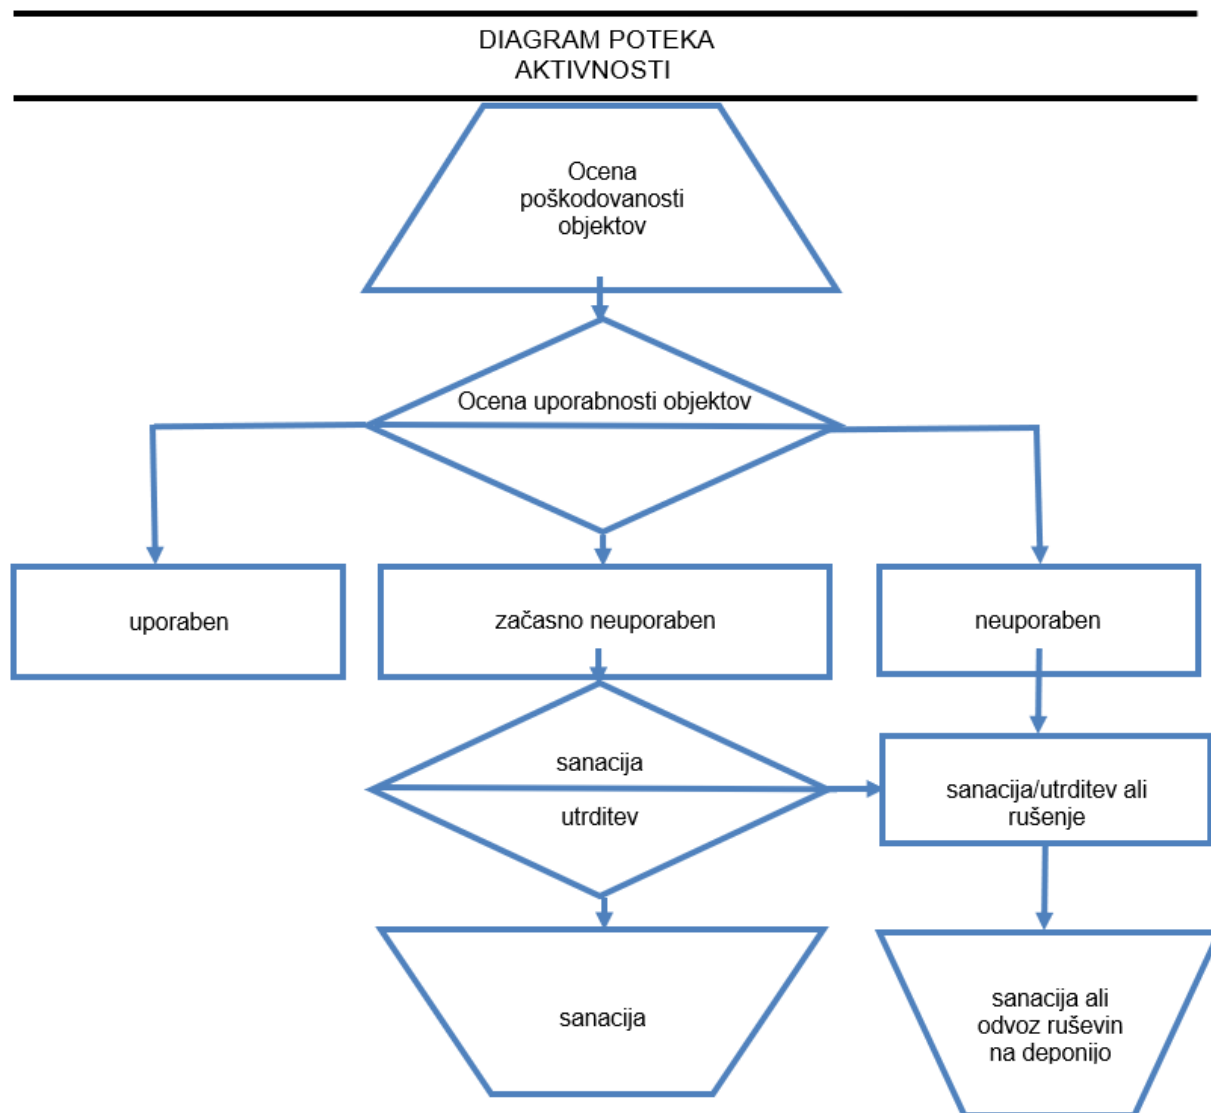 DIAGRAM POTEKA
AKTIVNOSTI
Ocena
poškodovanosti
objektov
Ocena uporabnosti objektov
uporaben
začasno neuporaben
neuporaben
sanacija
utrditev
sanacija/utrditev ali
rušenje
sanacija
sanacija ali
odvoz ruševin
na deponijo